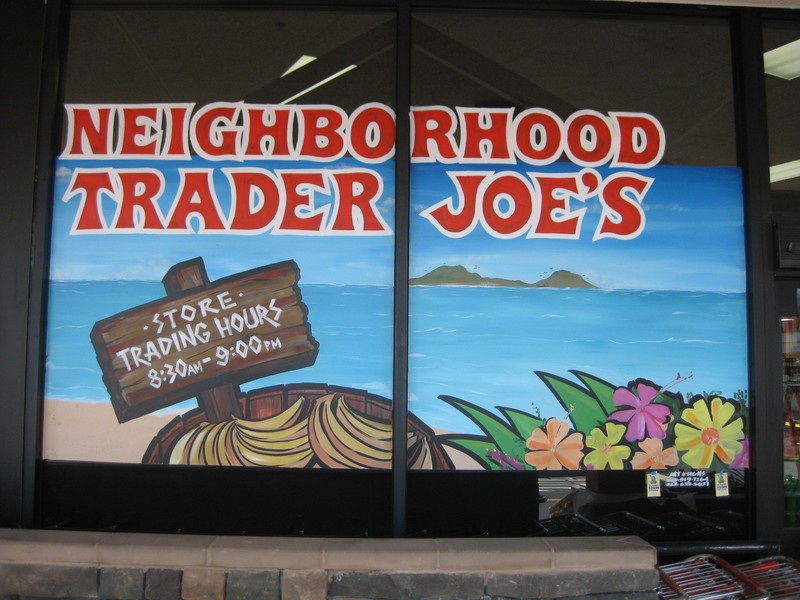 NEIGHBORHOOD
TRADER JOE'S
·STORE·
TRADING HOURS
8:30AM - 9:00PM